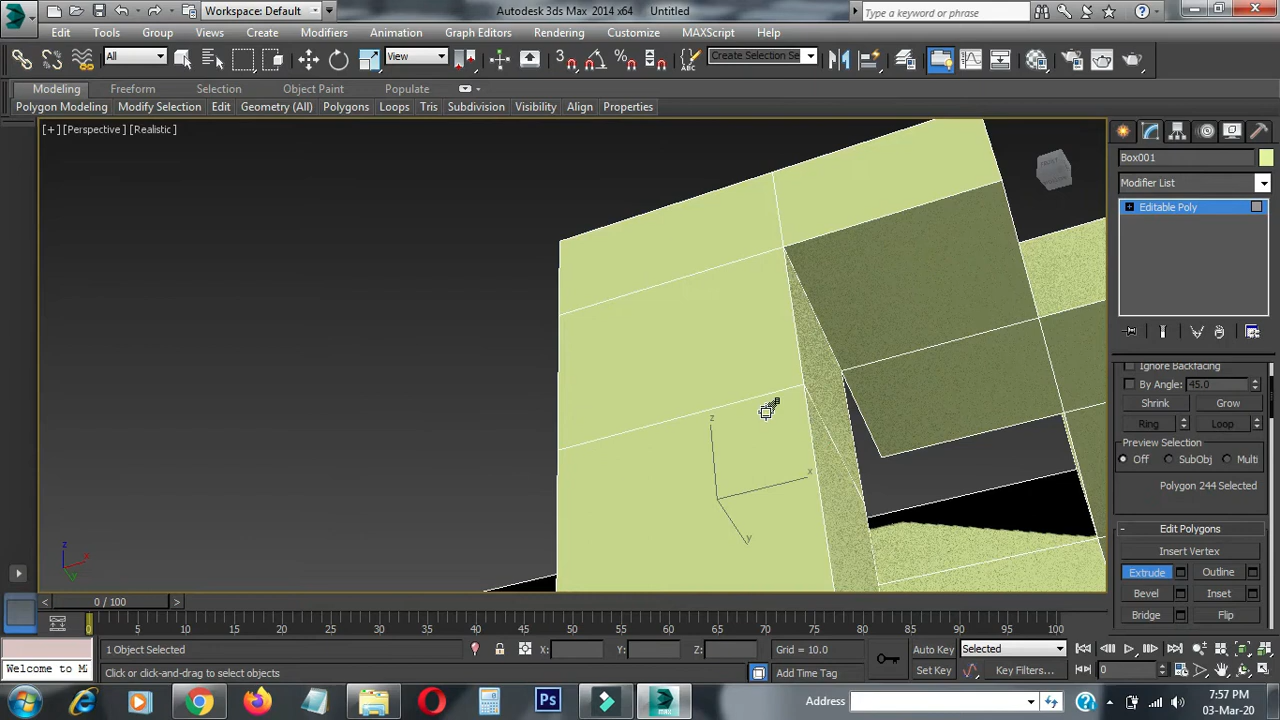 Workspace: Default
Autodesk 3ds Max 2014 x64 Untitled
Type a keyword or phrase
Edit Tools Group Views Create Modifiers Animation Graph Editors Rendering Customize MAXScript Help
All
View
3
Create Selection Se
Modeling Freeform Selection Object Paint Populate
Polygon Modeling Modify Selection Edit Geometry (All) Polygons Loops Tris Subdivision Visibility Align Properties
[+] [Perspective] [Realistic]
FRONT
Box001
Modifier List
Editable Poly
Ignore Backfacing
By Angle: 45.0
Shrink Grow
Ring Loop
Preview Selection
Off SubObj Multi
Polygon 244 Selected
Edit Polygons
Insert Vertex
Extrude Outline
Bevel Inset
Bridge Flip
z
x
y
z
x
y
0 / 100
0 5 10 15 20 25 30 35 40 45 50 55 60 65 70 75 80 85 90 95 100
1 Object Selected
X: Y: Z: Grid = 10.0
Auto Key Selected
Welcome to M
Click or click-and-drag to select objects
Add Time Tag
Set Key Key Filters...
0
Ps
Address
7:57 PM
03-Mar-20